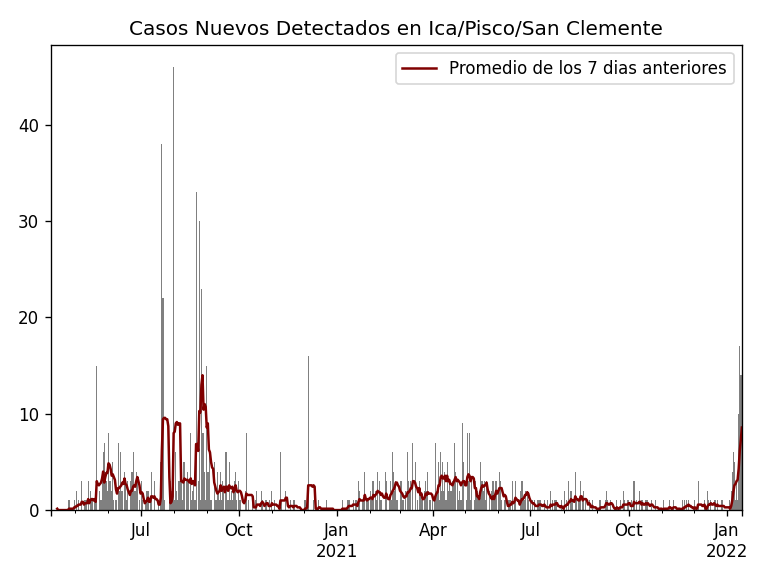 Casos Nuevos Detectados en Ica/Pisco/San Clemente
Promedio de los 7 dias anteriores
40
30
20
10
0
Jul Oct Jan Apr Jul Oct Jan
2021 2022